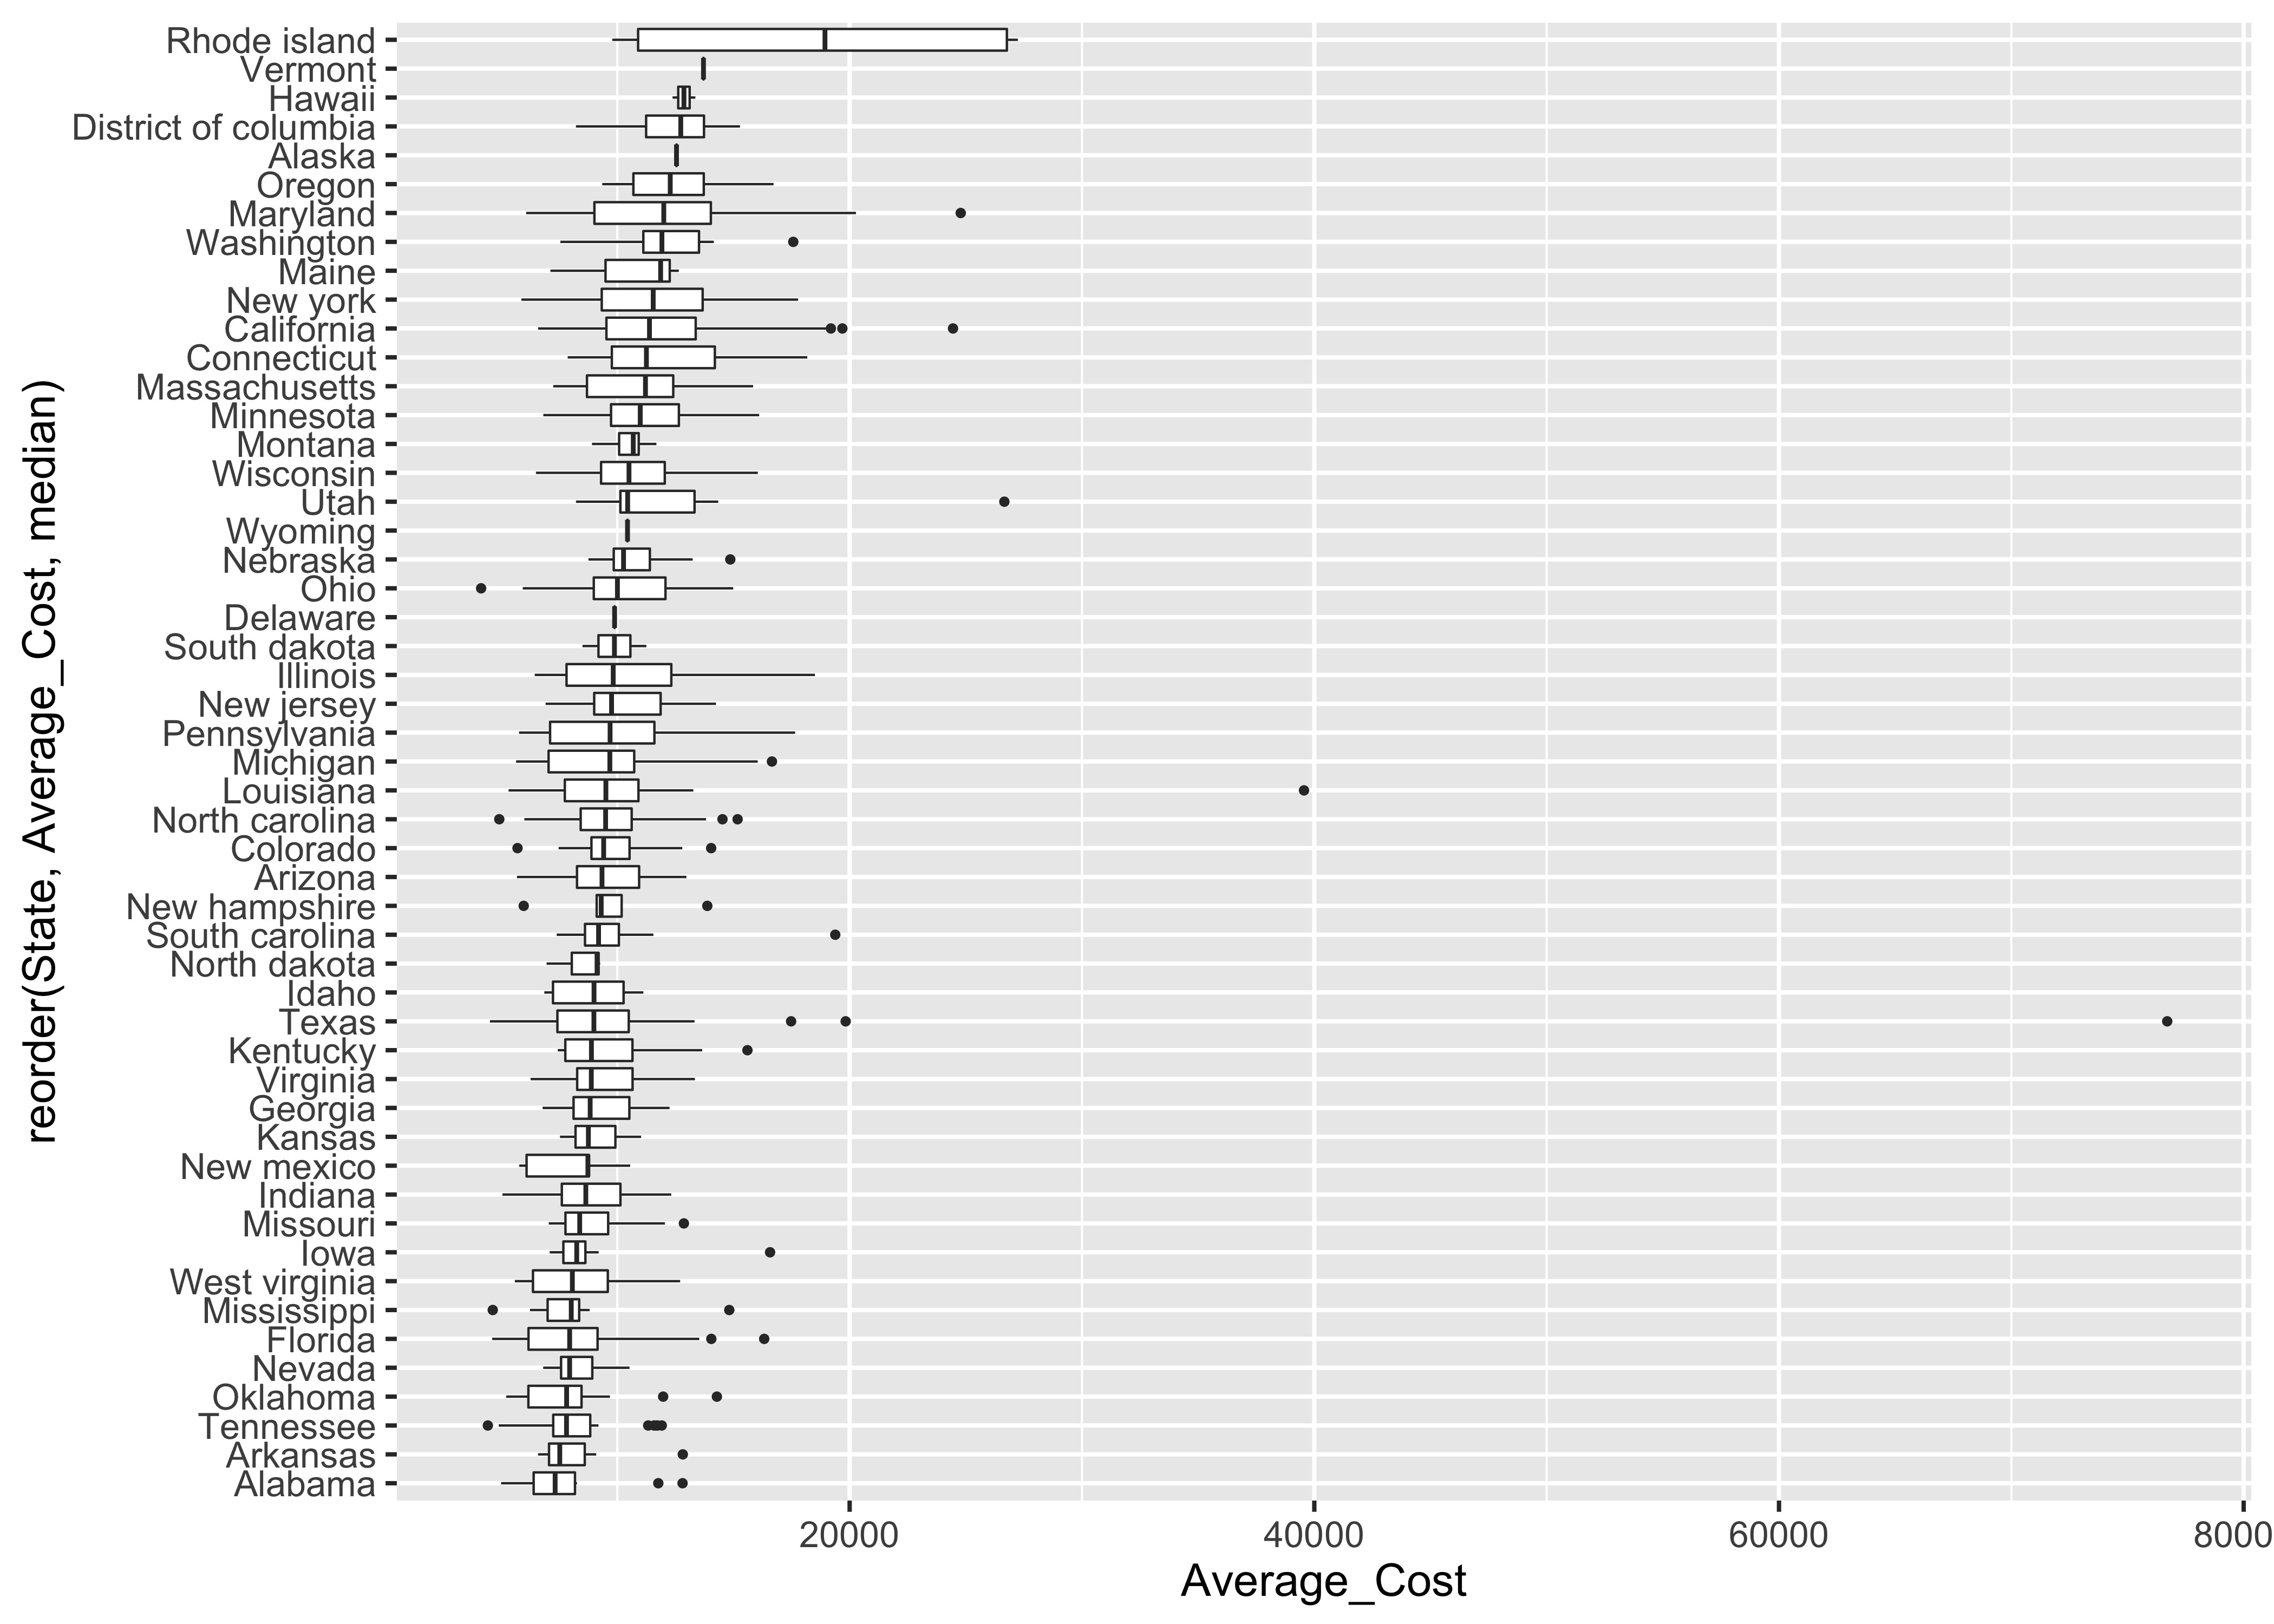 Rhode island
Vermont
Hawaii
District of columbia
Alaska
Oregon
Maryland
Washington
Maine
New york
California
Connecticut
Massachusetts
Minnesota
Montana
Wisconsin
Utah
Wyoming
Nebraska
Ohio
Delaware
South dakota
Illinois
New jersey
Pennsylvania
Michigan
Louisiana
North carolina
Colorado
Arizona
New hampshire
South carolina
North dakota
Idaho
Texas
Kentucky
Virginia
Georgia
Kansas
New mexico
Indiana
Missouri
Iowa
West virginia
Mississippi
Florida
Nevada
Oklahoma
Tennessee
Arkansas
Alabama
reorder(State, Average_Cost, median)
20000 40000 60000 8000
Average_Cost